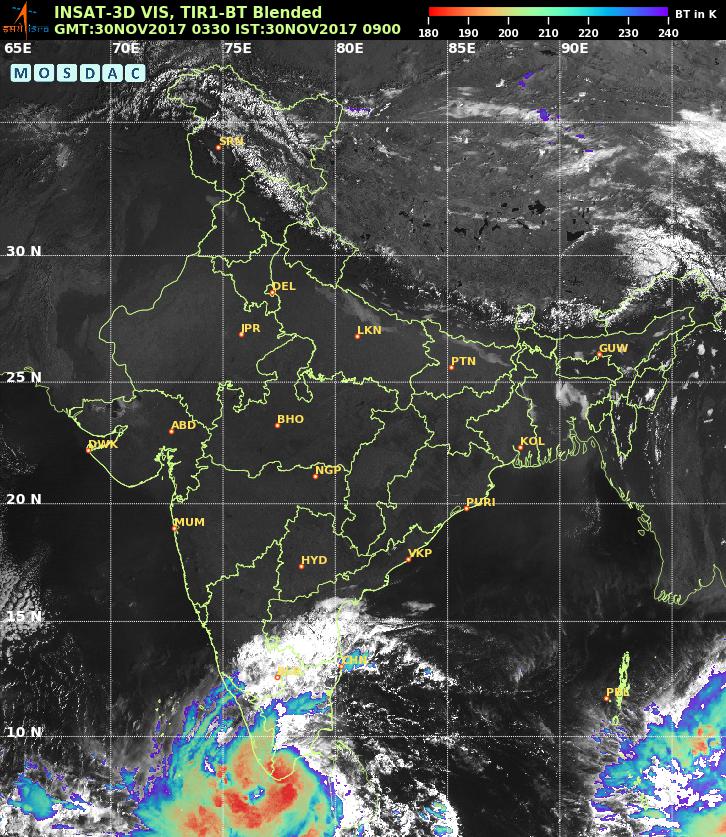 INSAT-3D VIS, TIR1-BT Blended
GMT:30NOV2017 0330 IST:30NOV2017 0900
BT in K
180 190 200 210 220 230 240
65E 70E 75E 80E 85E 90E
MOSDAC
SRN
30 N
DEL
JPR
LKN
GUW
PTN
25 N
ABD
BHO
DWK
KOL
NGP
20 N
PURI
MUM
VKP
HYD
15 N
CHN
PBL
10 N